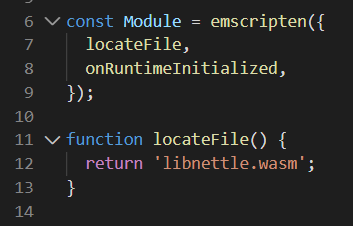 6 const Module = emscripten({
7 locateFile,
8 onRuntimeInitialized,
9 });
10
11 function locateFile() {
12 return 'libnettle.wasm';
13 }
14